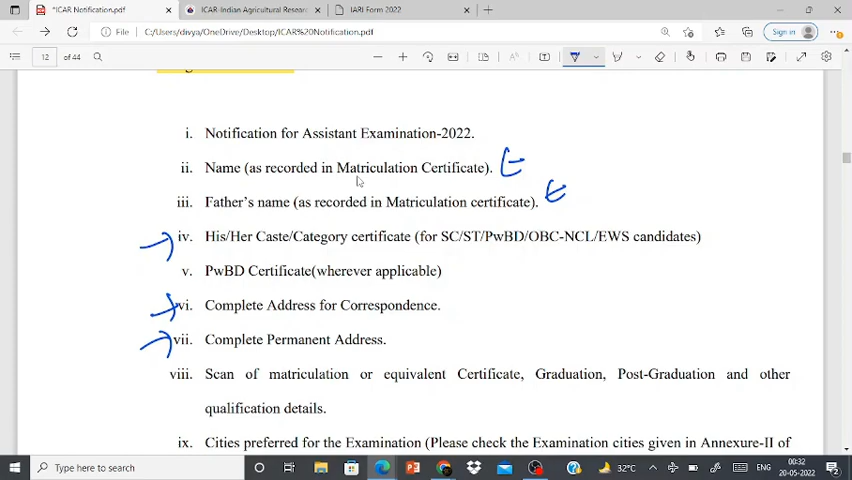 *ICAR Notification.pdf
ICAR-Indian Agricultural Researc
IARI Form 2022
C:/Users/divya/OneDrive/Desktop/ICAR%20Notification.pdf
Sign in
12 of 44
i. Notification for Assistant Examination-2022.
ii. Name (as recorded in Matriculation Certificate).
iii. Father's name (as recorded in Matriculation certificate).
iv. His/Her Caste/Category certificate (for SC/ST/PwBD/OBC-NCL/EWS candidates)
v. PwBD Certificate(wherever applicable)
vi. Complete Address for Correspondence.
vii. Complete Permanent Address.
viii. Scan of matriculation or equivalent Certificate, Graduation, Post-Graduation and other
qualification details.
ix. Cities preferred for the Examination (Please check the Examination cities given in Annexure-II of
Type here to search
32°C
ENG
00:32
20-05-2022